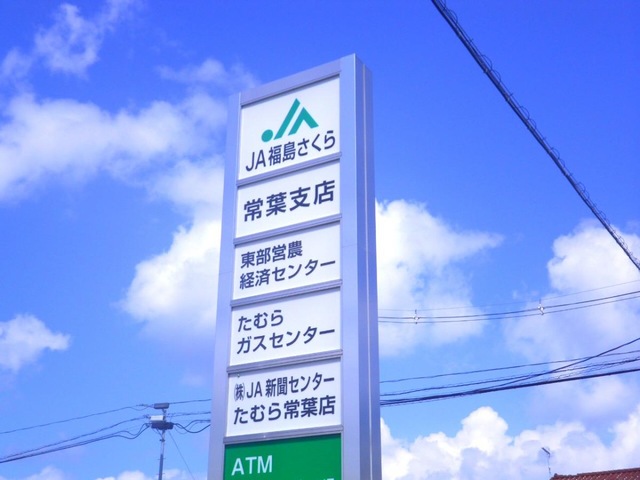 JA福島さくら
常葉支店
東部営農
経済センター
たむら
ガスセンター
㈱JA新聞センター
たむら常葉店
ATM